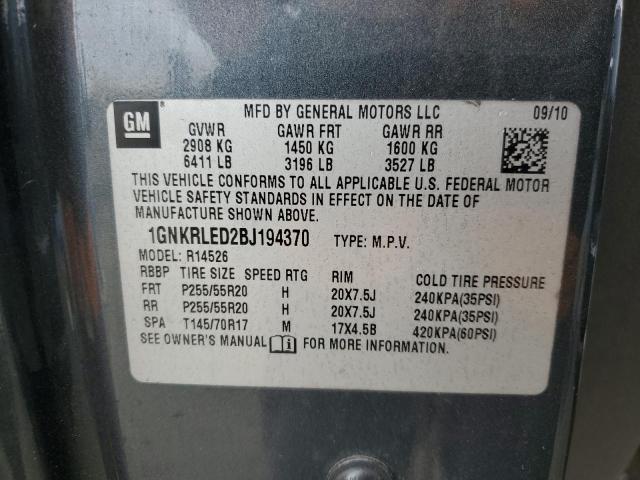 MFD BY GENERAL MOTORS LLC 09/10
GM
GVWR GAWR FRT GAWR RR
2908 KG 1450 KG 1600 KG
6411 LB 3196 LB 3527 LB
THIS VEHICLE CONFORMS TO ALL APPLICABLE U.S. FEDERAL MOTOR
VEHICLE SAFETY STANDARDS IN EFFECT ON THE DATE OF
MANUFACTURE SHOWN ABOVE.
1GNKRLED2BJ194370 TYPE: M.P.V.
MODEL: R14526
RBBP TIRE SIZE SPEED RTG RIM COLD TIRE PRESSURE
FRT P255/55R20 H 20X7.5J 240KPA(35PSI)
RR P255/55R20 H 20X7.5J 240KPA(35PSI)
SPA T145/70R17 M 17X4.5B 420KPA(60PSI)
SEE OWNER'S MANUAL FOR MORE INFORMATION.